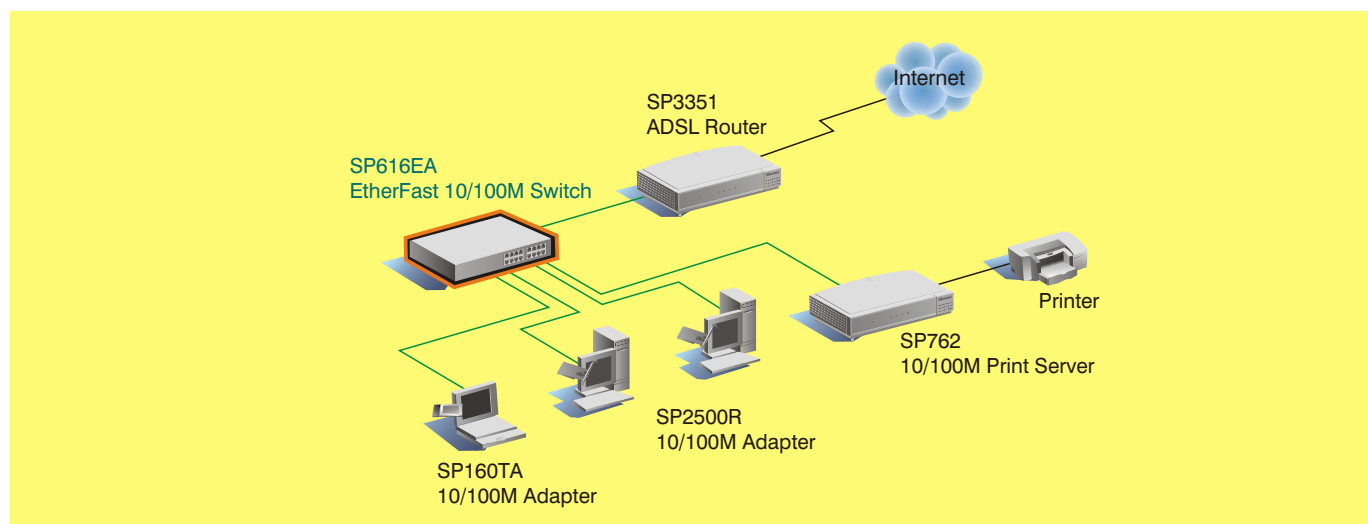 Internet
SP3351
ADSL Router
SP616EA
EtherFast 10/100M Switch
Printer
SP762
10/100M Print Server
SP2500R
10/100M Adapter
SP160TA
10/100M Adapter